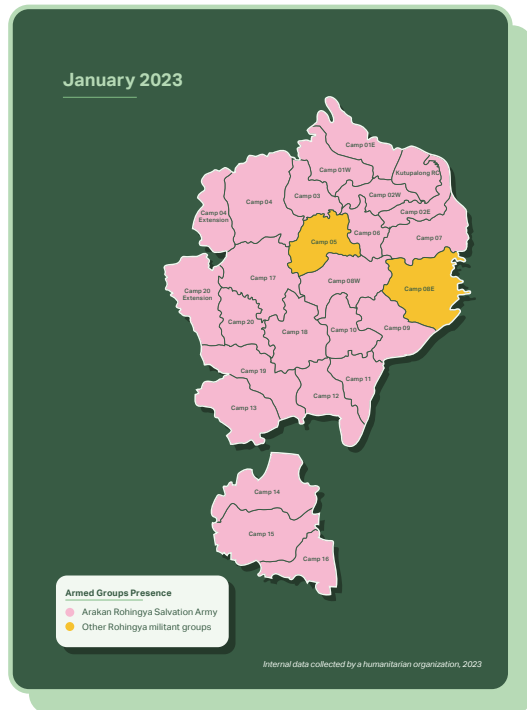 January 2023
Camp 01E
Camp 01W
Kutupalong RC
Camp 03
Camp 02W
Camp 04
Camp 04
Extension
Camp 02E
Camp 06
Camp 07
Camp 05
Camp 17
Camp 08W
Camp 08E
Camp 20
Extension
Camp 20
Camp 18
Camp 10
Camp 09
Camp 19
Camp 11
Camp 12
Camp 13
Camp 14
Camp 15
Camp 16
Armed Groups Presence
Arakan Rohingya Salvation Army
Other Rohingya militant groups
Internal data collected by a humanitarian organization, 2023